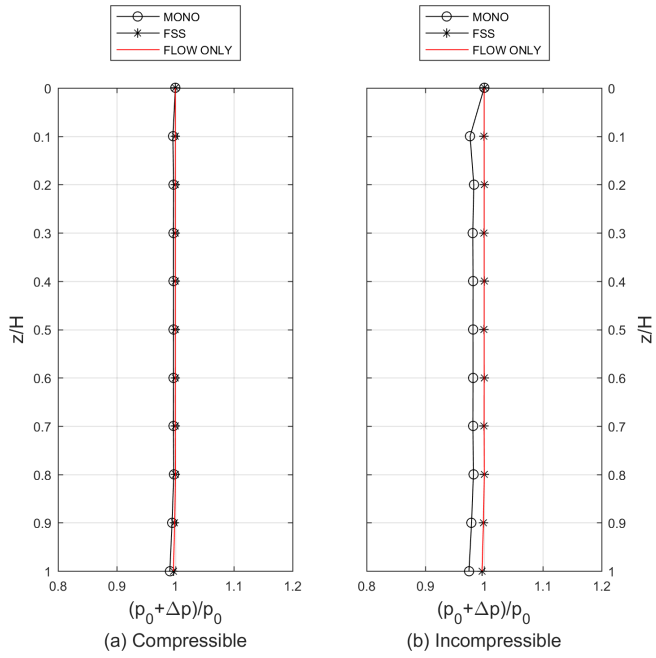 MONO
FSS
FLOW ONLY
MONO
FSS
FLOW ONLY
0
0.1
0.2
0.3
0.4
0.5
0.6
0.7
0.8
0.9
1
z/H
0.8
0.9
1
1.1
1.2
(p0+Δp)/p0
(a) Compressible
0
0.1
0.2
0.3
0.4
0.5
0.6
0.7
0.8
0.9
1
z/H
0.8
0.9
1
1.1
1.2
(p0+Δp)/p0
(b) Incompressible